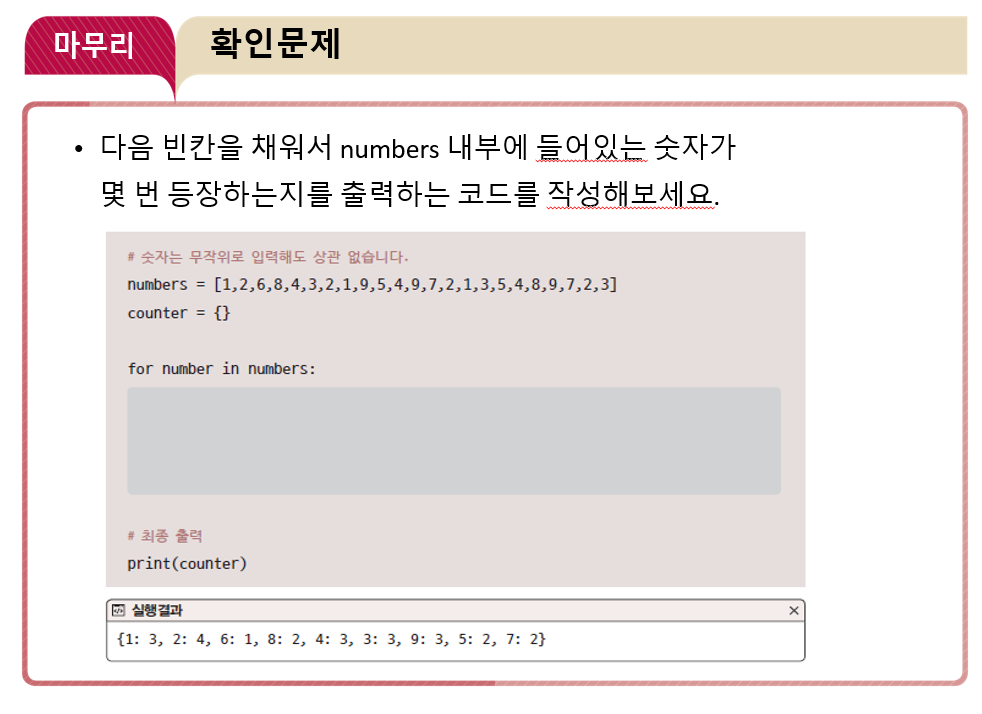 마무리
확인문제
• 다음 빈칸을 채워서 numbers 내부에 들어있는 숫자가
몇 번 등장하는지를 출력하는 코드를 작성해보세요.
# 숫자는 무작위로 입력해도 상관 없습니다.
numbers = [1,2,6,8,4,3,2,1,9,5,4,9,7,2,1,3,5,4,8,9,7,2,3]
counter = {}
for number in numbers:
# 최종 출력
print(counter)
실행결과
{1: 3, 2: 4, 6: 1, 8: 2, 4: 3, 3: 3, 9: 3, 5: 2, 7: 2}